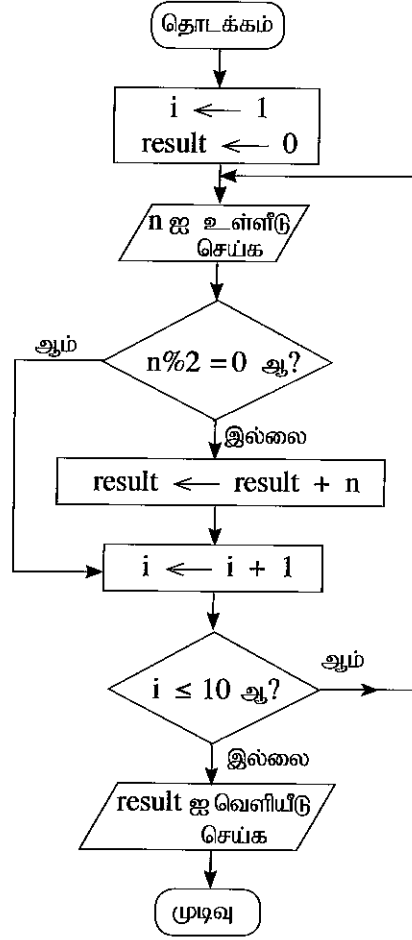 தொடக்கம்
i ← 1
result ← 0
n ஐ உள்ளீடு
செய்க
ஆம்
n%2 = 0 ஆ?
இல்லை
result ← result + n
i ← i + 1
i ≤ 10 ஆ?
ஆம்
இல்லை
result ஐ வெளியீடு
செய்க
முடிவு